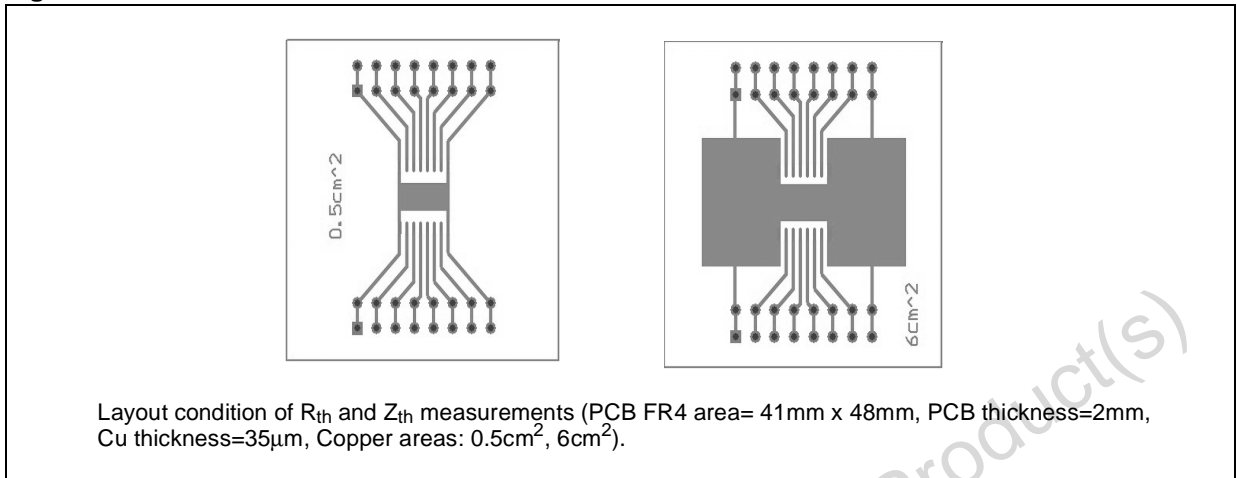 0.5cm^2
6cm^2
Layout condition of Rth and Zth measurements (PCB FR4 area= 41mm x 48mm, PCB thickness=2mm,
Cu thickness=35μm, Copper areas: 0.5cm2, 6cm2).
Product(s)